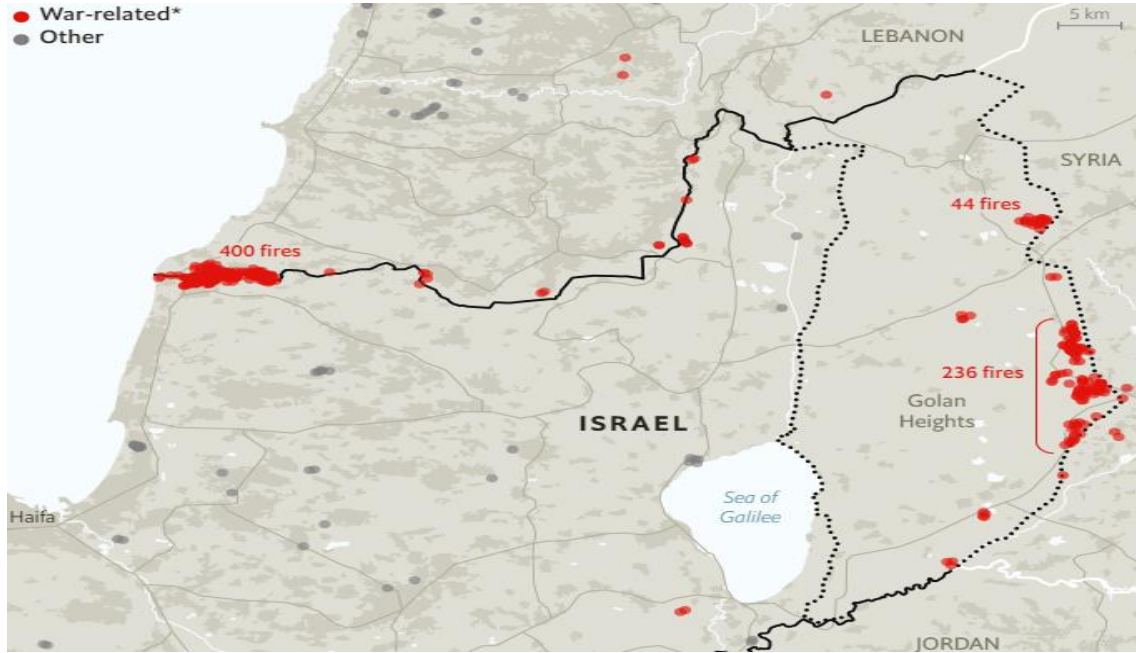 War-related*
Other
5 km
LEBANON
SYRIA
44 fires
400 fires
236 fires
Golan
Heights
ISRAEL
Sea of
Galilee
Haifa
JORDAN